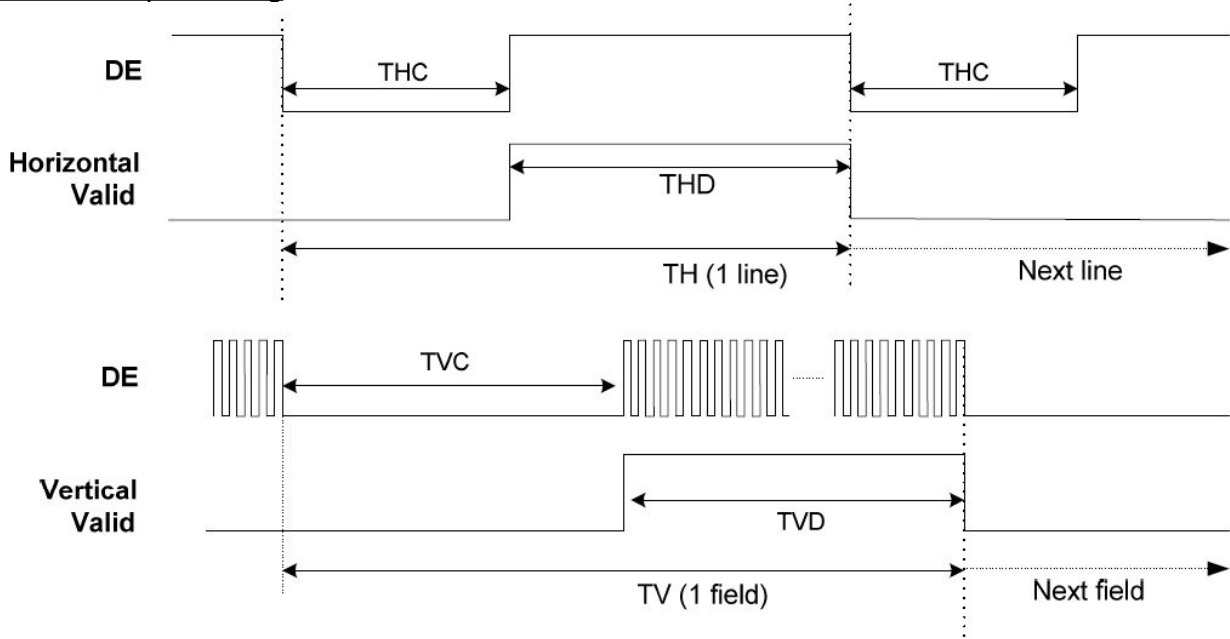 DE
THC
THC
Horizontal
Valid
THD
TH (1 line)
Next line
DE
TVC
Vertical
Valid
TVD
TV (1 field)
Next field